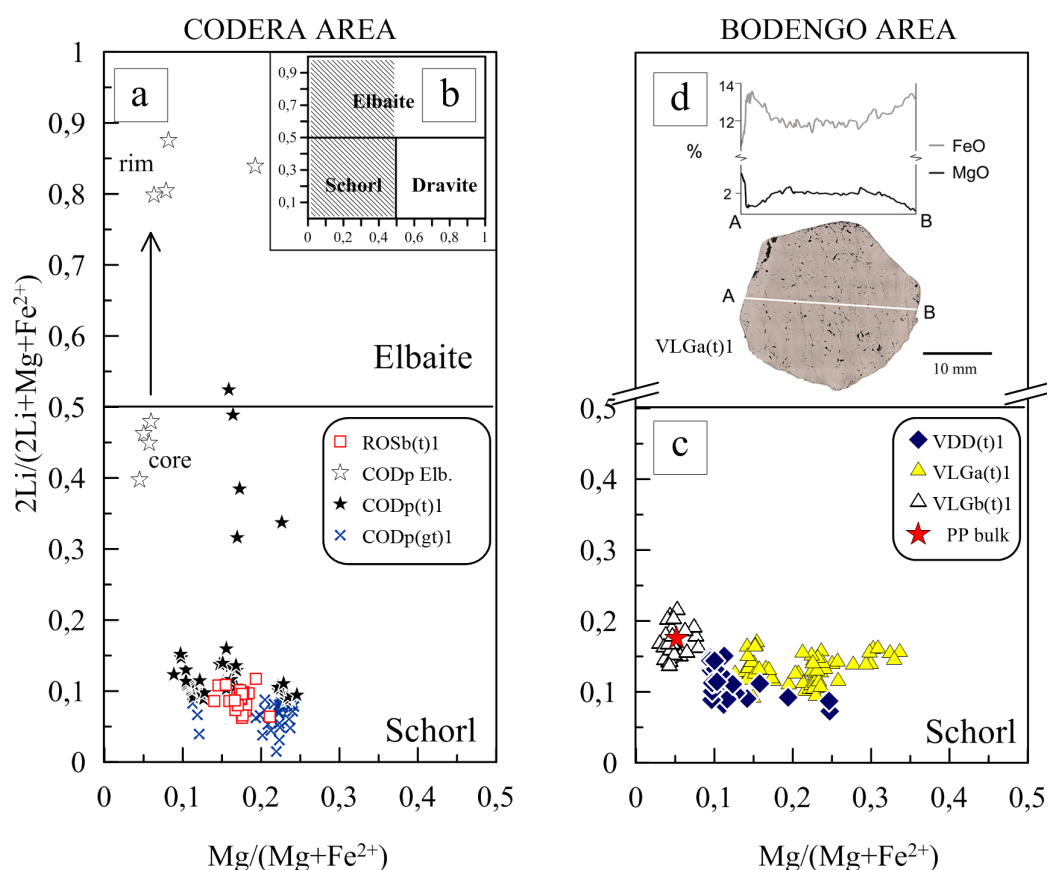 CODERA AREA
BODENGO AREA
2Li/(2Li+Mg+Fe²⁺)
1
0,9
0,8
0,7
0,6
0,5
0,4
0,3
0,2
0,1
0
a
rim
core
Elbaite
Schorl
b
Elbaite
Schorl
Dravite
0,9
0,7
0,5
0,3
0,1
0 0,2 0,4 0,6 0,8 1
ROSb(t)1
CODp Elb.
CODp(t)1
CODp(gt)1
0 0,1 0,2 0,3 0,4 0,5
Mg/(Mg+Fe²⁺)
d
14
12
%
2
FeO
MgO
A B
A
B
VLGa(t)1
10 mm
0,5
0,4
0,3
0,2
0,1
0
c
VDD(t)1
VLGa(t)1
VLGb(t)1
PP bulk
Schorl
0 0,1 0,2 0,3 0,4 0,5
Mg/(Mg+Fe²⁺)